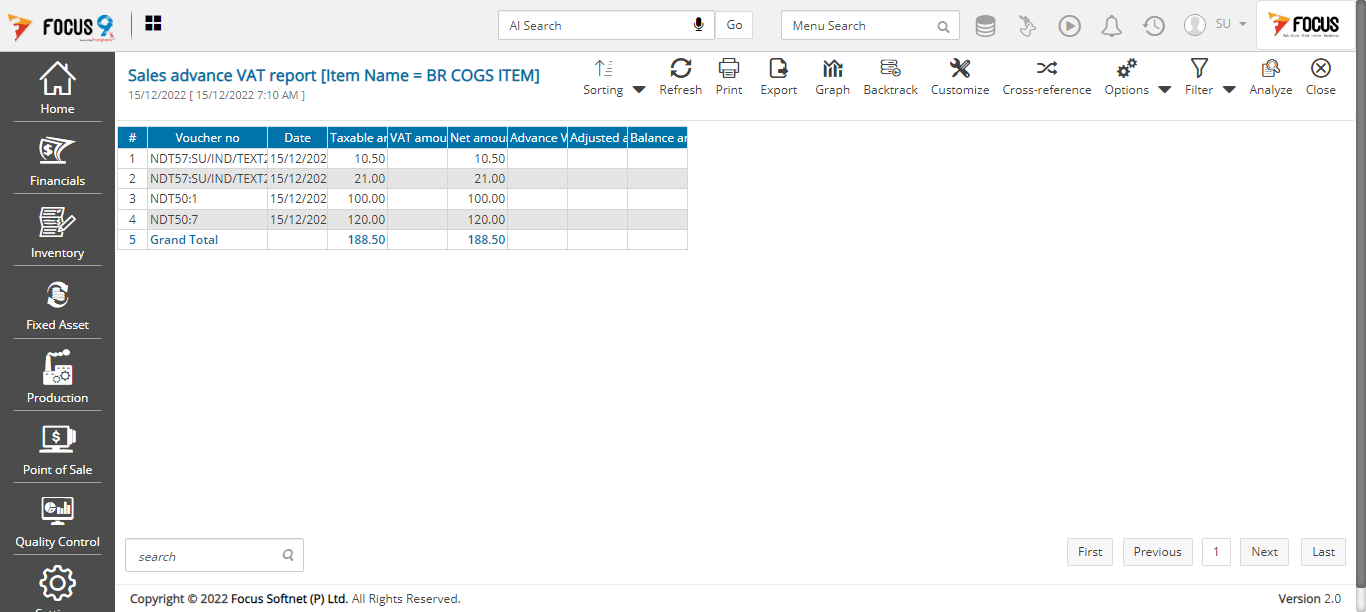 FOCUS 9
AI Search
Go
Menu Search
SU
FOCUS
Home
Financials
Inventory
Fixed Asset
Production
Point of Sale
Quality Control
Sales advance VAT report [Item Name = BR COGS ITEM]
15/12/2022 [ 15/12/2022 7:10 AM ]
Sorting Refresh Print Export Graph Backtrack Customize Cross-reference Options Filter Analyze Close
# Voucher no Date Taxable a VAT amou Net amou Advance V Adjusted a Balance a
1 NDT57:SU/IND/TEXT2 15/12/202 10.50 10.50
2 NDT57:SU/IND/TEXT2 15/12/202 21.00 21.00
3 NDT50:1 15/12/202 100.00 100.00
4 NDT50:7 15/12/202 120.00 120.00
5 Grand Total 188.50 188.50
search
First Previous 1 Next Last
Copyright © 2022 Focus Softnet (P) Ltd. All Rights Reserved.
Version 2.0